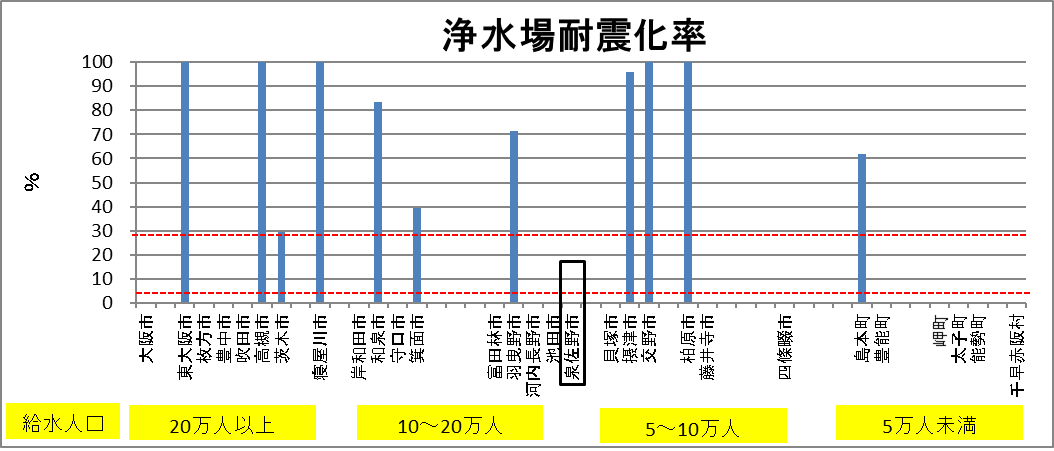 浄水場耐震化率
100
90
80
70
60
50
40
30
20
10
0
%
大阪市
東大阪市
枚方市
豊中市
吹田市
高槻市
茨木市
寝屋川市
岸和田市
和泉市
守口市
箕面市
富田林市
羽曳野市
河内長野市
池田市
泉佐野市
貝塚市
摂津市
交野市
柏原市
藤井寺市
四條畷市
島本町
豊能町
岬町
太子町
能勢町
千早赤阪村
給水人口
20万人以上
10～20万人
5～10万人
5万人未満